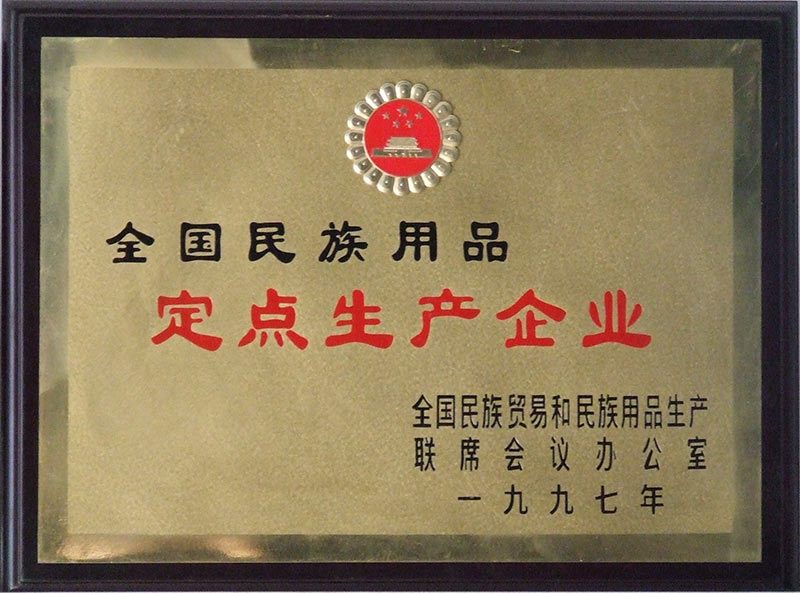 全国民族用品
定点生产企业
全国民族贸易和民族用品生产
联席会议办公室
一九九七年